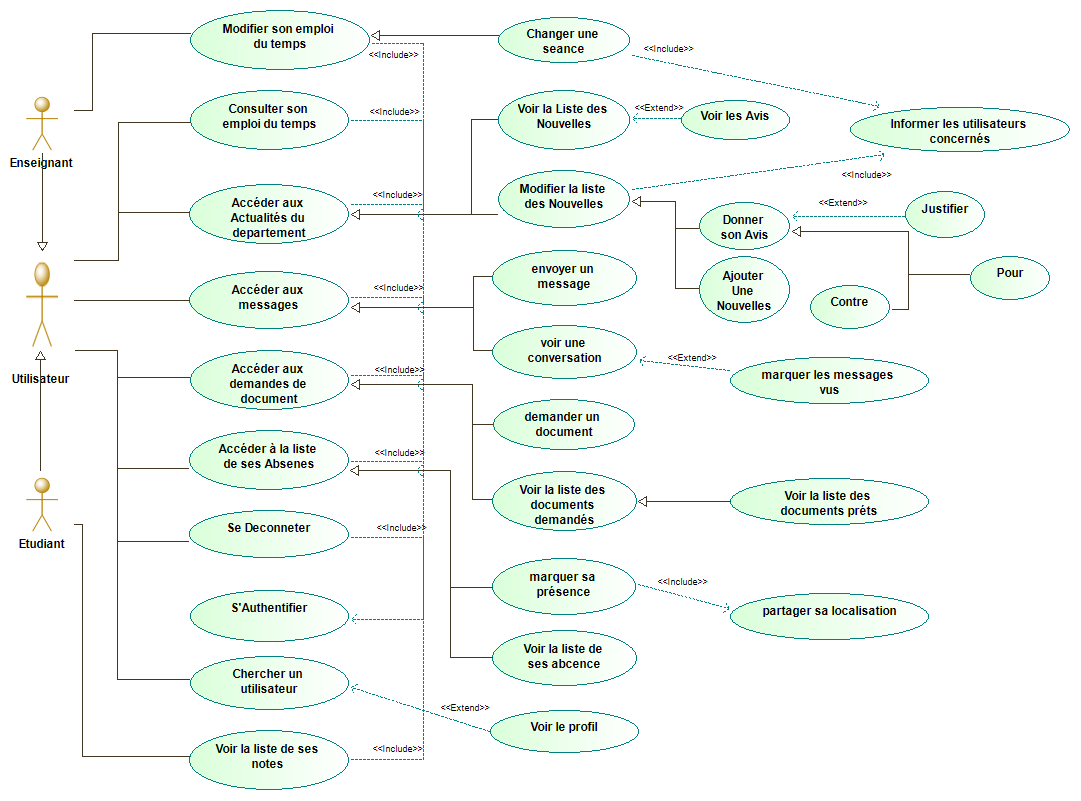 Modifier son emploi
du temps
<<Include>>
Changer une
seance
<<Include>>
Enseignant
Consulter son
emploi du temps
<<Include>>
Voir la Liste des
Nouvelles
<<Extend>>
Voir les Avis
Informer les utilisateurs
concernés
<<Include>>
Accéder aux
Actualités du
departement
<<Include>>
Modifier la liste
des Nouvelles
<<Extend>>
Justifier
Donner
son Avis
Ajouter
Une
Nouvelles
Pour
Contre
Utilisateur
Accéder aux
messages
<<Include>>
envoyer un
message
voir une
conversation
<<Extend>>
marquer les messages
vus
Accéder aux
demandes de
document
<<Include>>
demander un
document
Accéder à la liste
de ses Absenes
<<Include>>
Voir la liste des
documents
demandés
Voir la liste des
documents préts
Etudiant
Se Deconneter
<<Include>>
marquer sa
présence
<<Include>>
partager sa localisation
S'Authentifier
Voir la liste de
ses abcence
Chercher un
utilisateur
<<Extend>>
Voir le profil
Voir la liste de ses
notes
<<Include>>